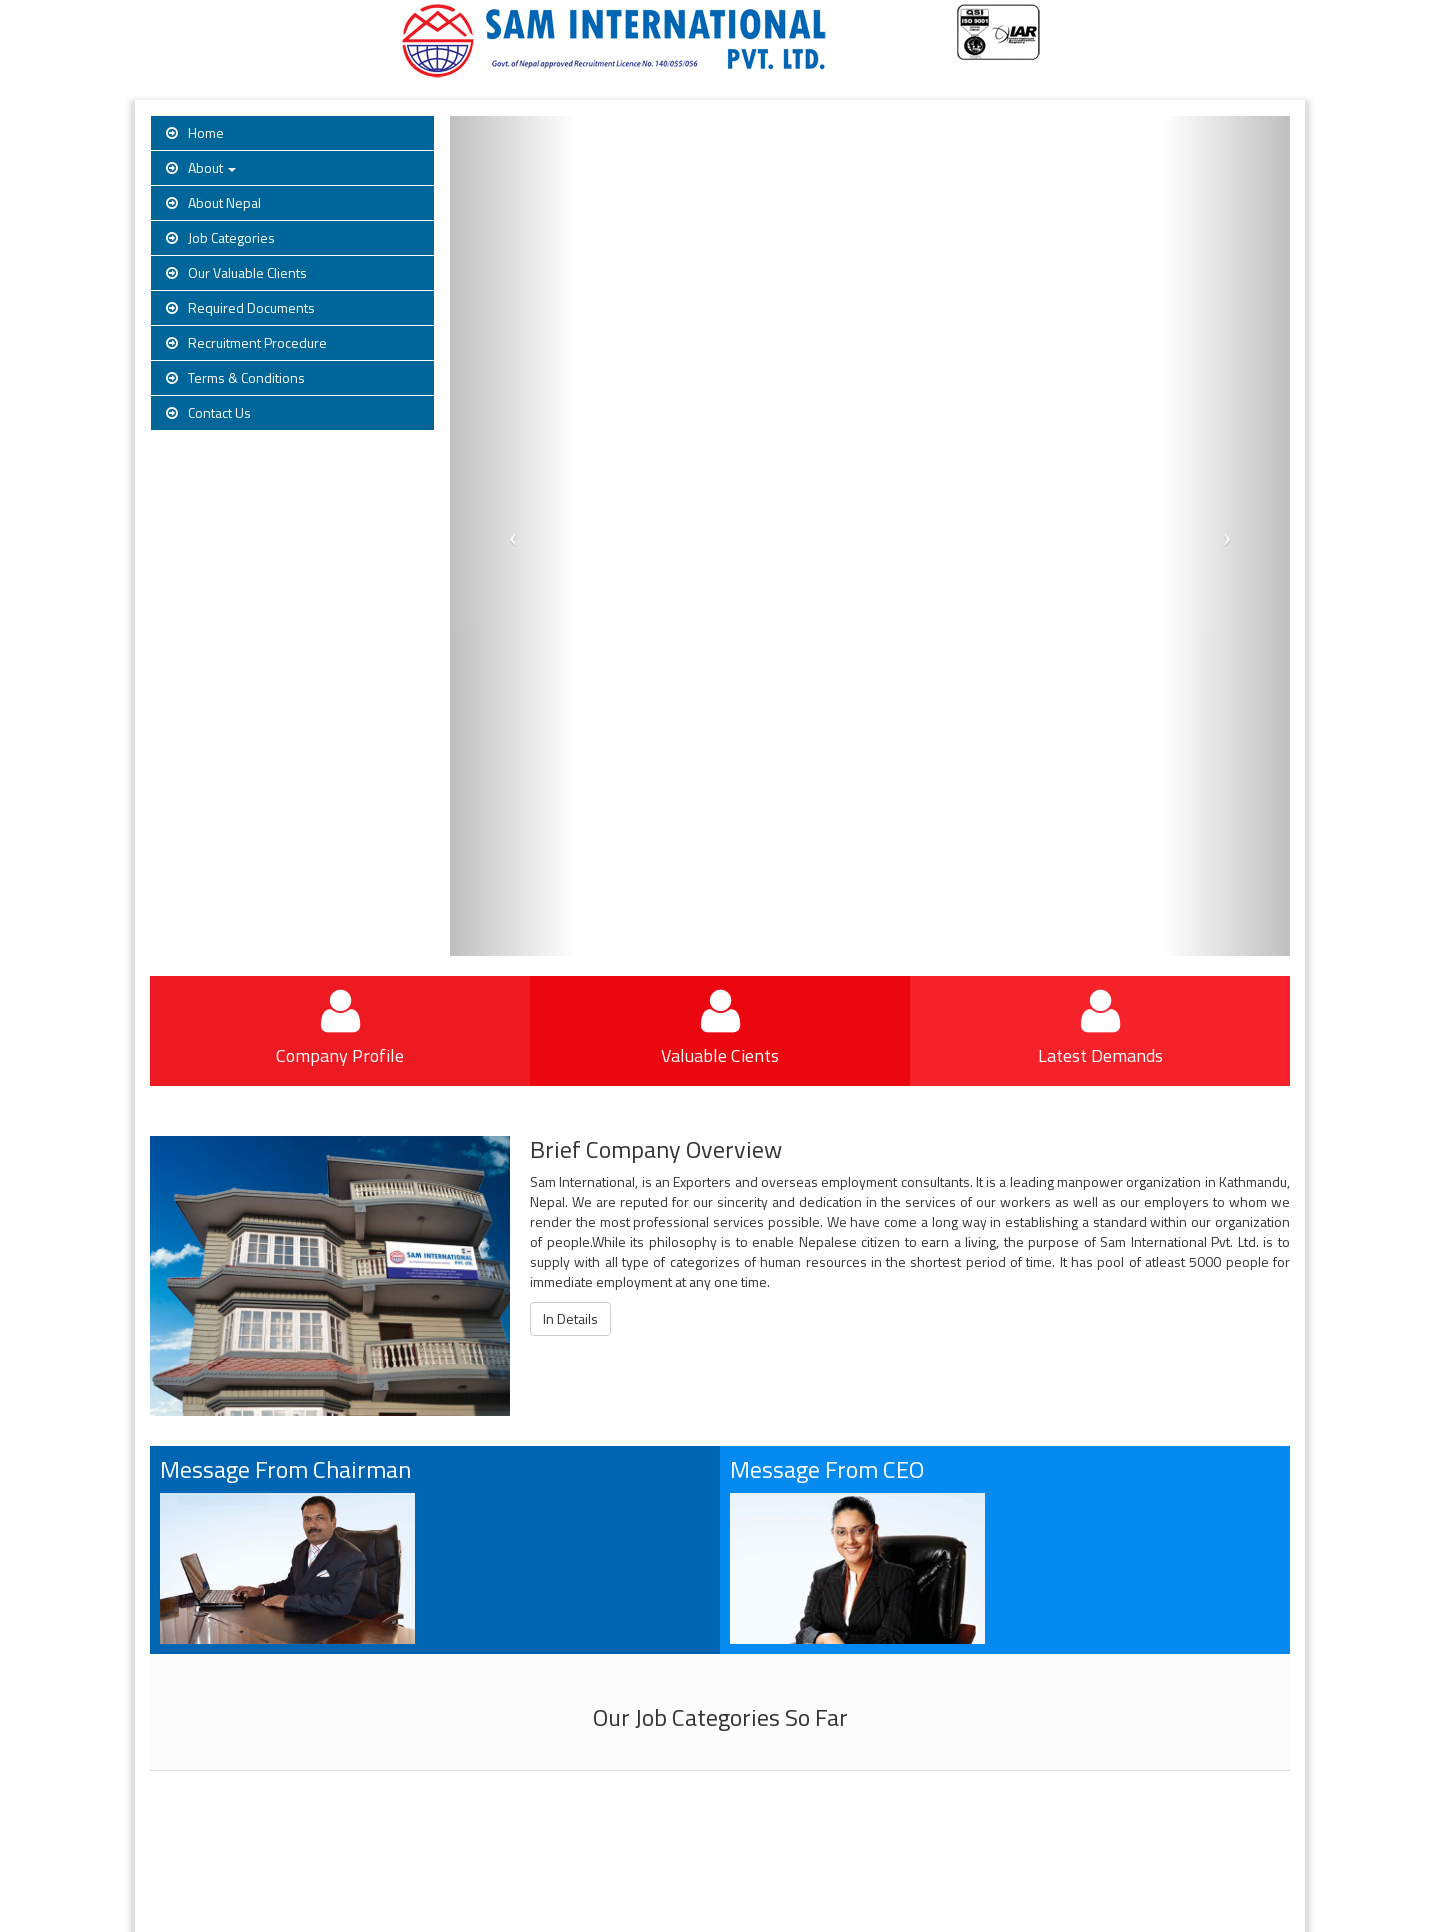 SAM INTERNATIONAL
PVT. LTD.
Govt. of Nepal approved Recruitment Licence No. 140/055/056
QSI
ISO 9001
IAR
Home
About
About Nepal
Job Categories
Our Valuable Clients
Required Documents
Recruitment Procedure
Terms & Conditions
Contact Us
Company Profile
Valuable Cients
Latest Demands
Brief Company Overview
Sam International, is an Exporters and overseas employment consultants. It is a leading manpower organization in Kathmandu,
Nepal. We are reputed for our sincerity and dedication in the services of our workers as well as our employers to whom we
render the most professional services possible. We have come a long way in establishing a standard within our organization
of people.While its philosophy is to enable Nepalese citizen to earn a living, the purpose of Sam International Pvt. Ltd. is to
supply with all type of categorizes of human resources in the shortest period of time. It has pool of atleast 5000 people for
immediate employment at any one time.
In Details
SAM INTERNATIONAL
PVT. LTD.
Message From Chairman
Message From CEO
Our Job Categories So Far